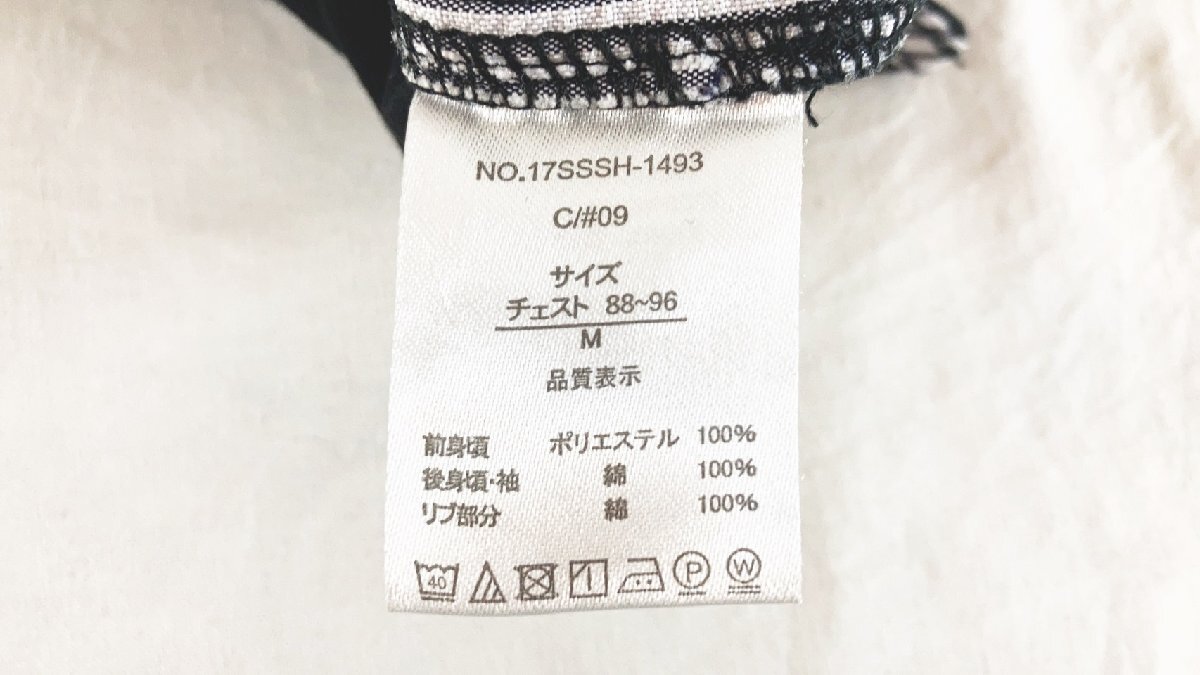 NO.17SSSH-1493
C/#09
サイズ
チェスト 88~96
M
品質表示
前身頃 ポリエステル 100%
後身頃・袖 綿 100%
リブ部分 綿 100%
40 P W